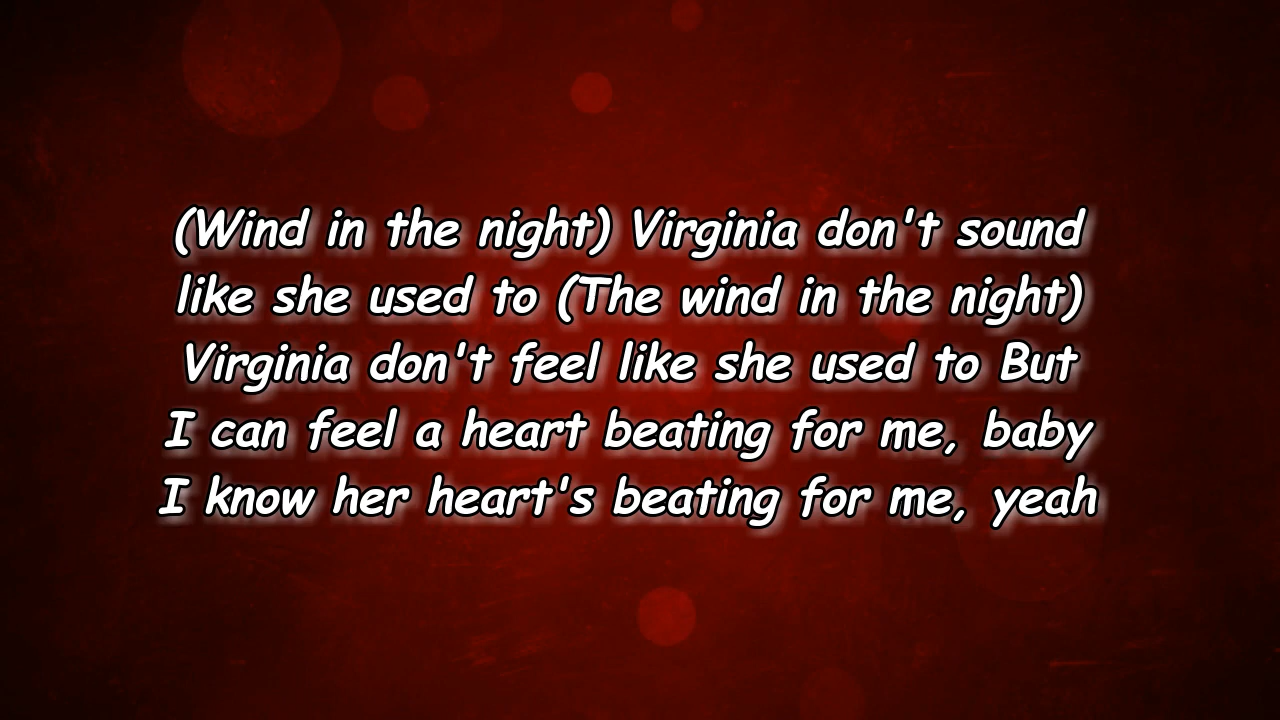 (Wind in the night) Virginia don't sound
like she used to (The wind in the night)
Virginia don't feel like she used to But
I can feel a heart beating for me, baby
I know her heart's beating for me, yeah